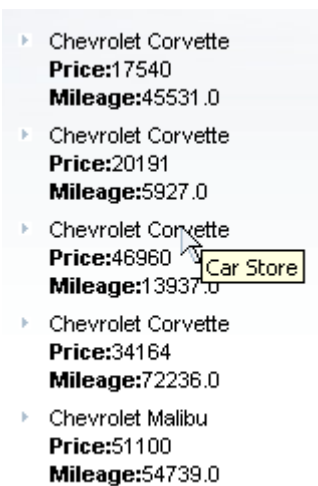 Chevrolet Corvette
Price:17540
Mileage:45531.0
Chevrolet Corvette
Price:20191
Mileage:5927.0
Chevrolet Corvette
Price:46960
Car Store
Mileage:13937.0
Chevrolet Corvette
Price:34164
Mileage:72236.0
Chevrolet Malibu
Price:51100
Mileage:54739.0